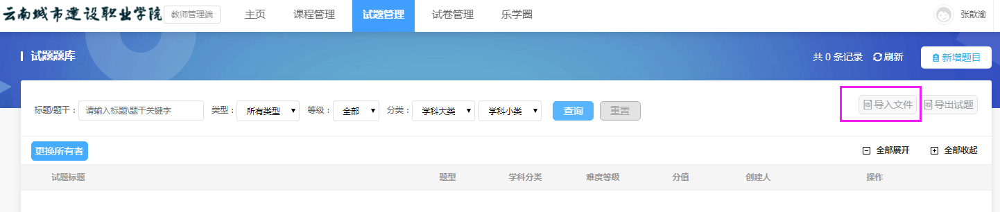 云南城市建设职业学院 教师管理端 主页 课程管理 试题管理 试卷管理 乐学圈 张歆渝
试题题库 共 0 条记录 刷新 新增题目
标题/题干： 请输入标题\题干关键字 类型： 所有类型 等级： 全部 分类： 学科大类 学科小类 查询 重置 导入文件 导出试题
更换所有者 全部展开 全部收起
试题标题 题型 学科分类 难度等级 分值 创建人 操作